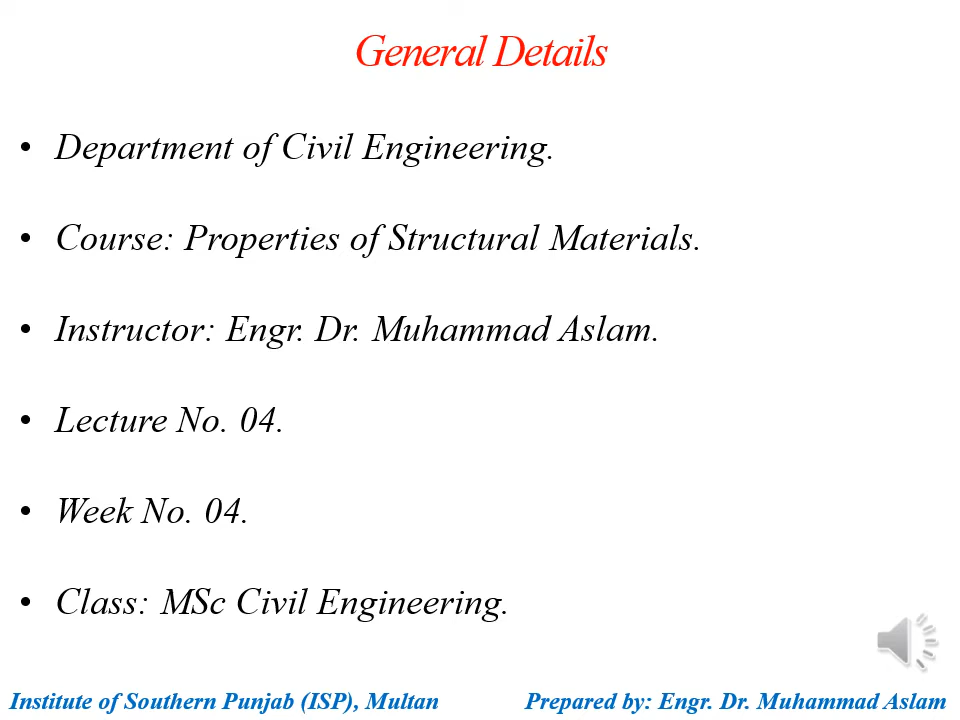 General Details
• Department of Civil Engineering.
• Course: Properties of Structural Materials.
• Instructor: Engr. Dr. Muhammad Aslam.
• Lecture No. 04.
• Week No. 04.
• Class: MSc Civil Engineering.
Institute of Southern Punjab (ISP), Multan Prepared by: Engr. Dr. Muhammad Aslam